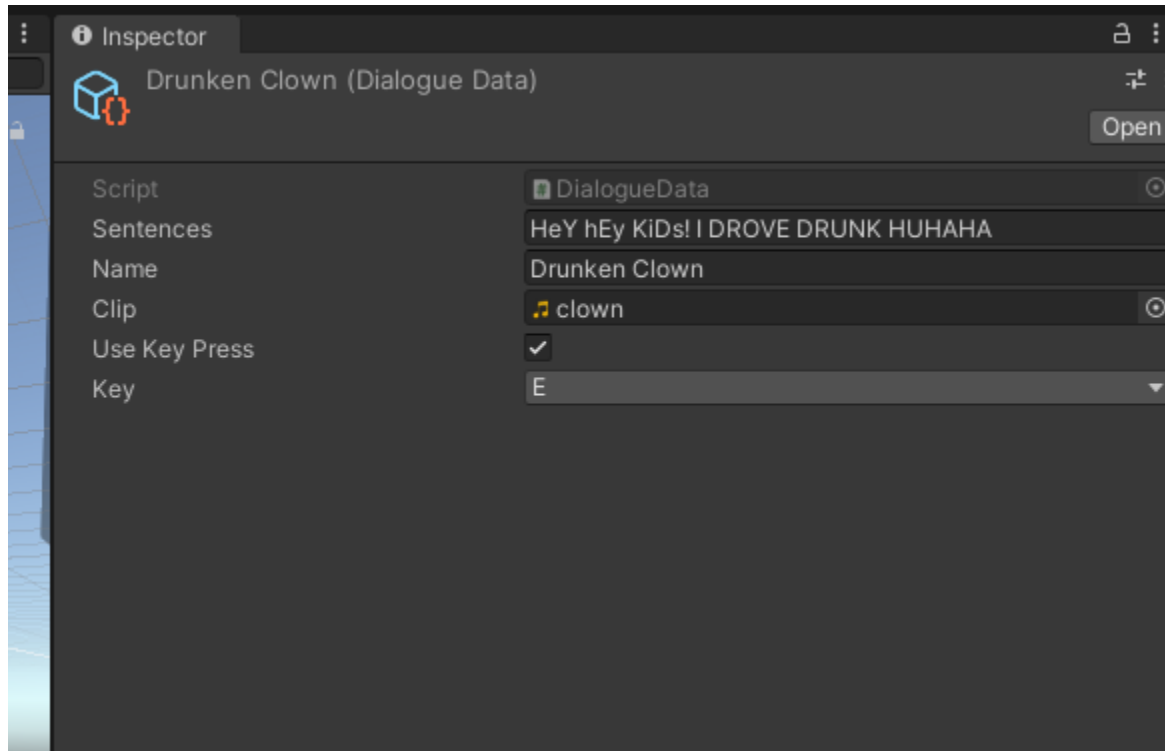 Inspector
Drunken Clown (Dialogue Data)
Open
Script DialogueData
Sentences HeY hEy KiDs! I DROVE DRUNK HUHAHA
Name Drunken Clown
Clip clown
Use Key Press
Key E